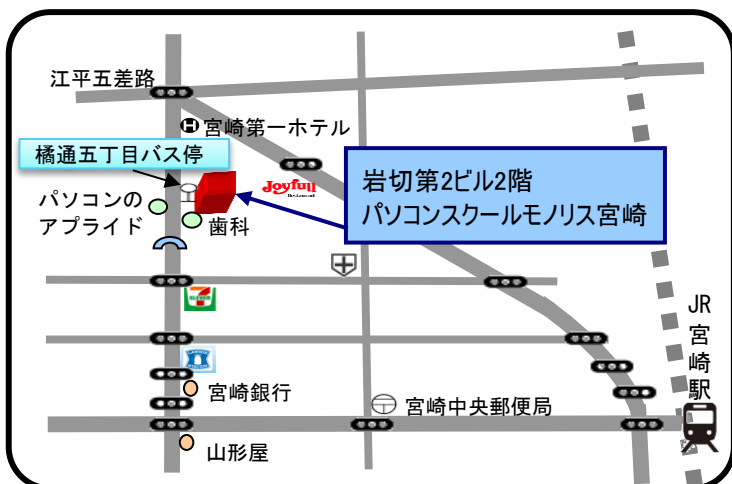 江平五差路
H
宮崎第一ホテル
橘通五丁目バス停
Joyfull
岩切第2ビル2階
パソコンスクールモノリス宮崎
パソコンの
アプライド
歯科
JR
宮
崎
駅
宮崎銀行
宮崎中央郵便局
山形屋